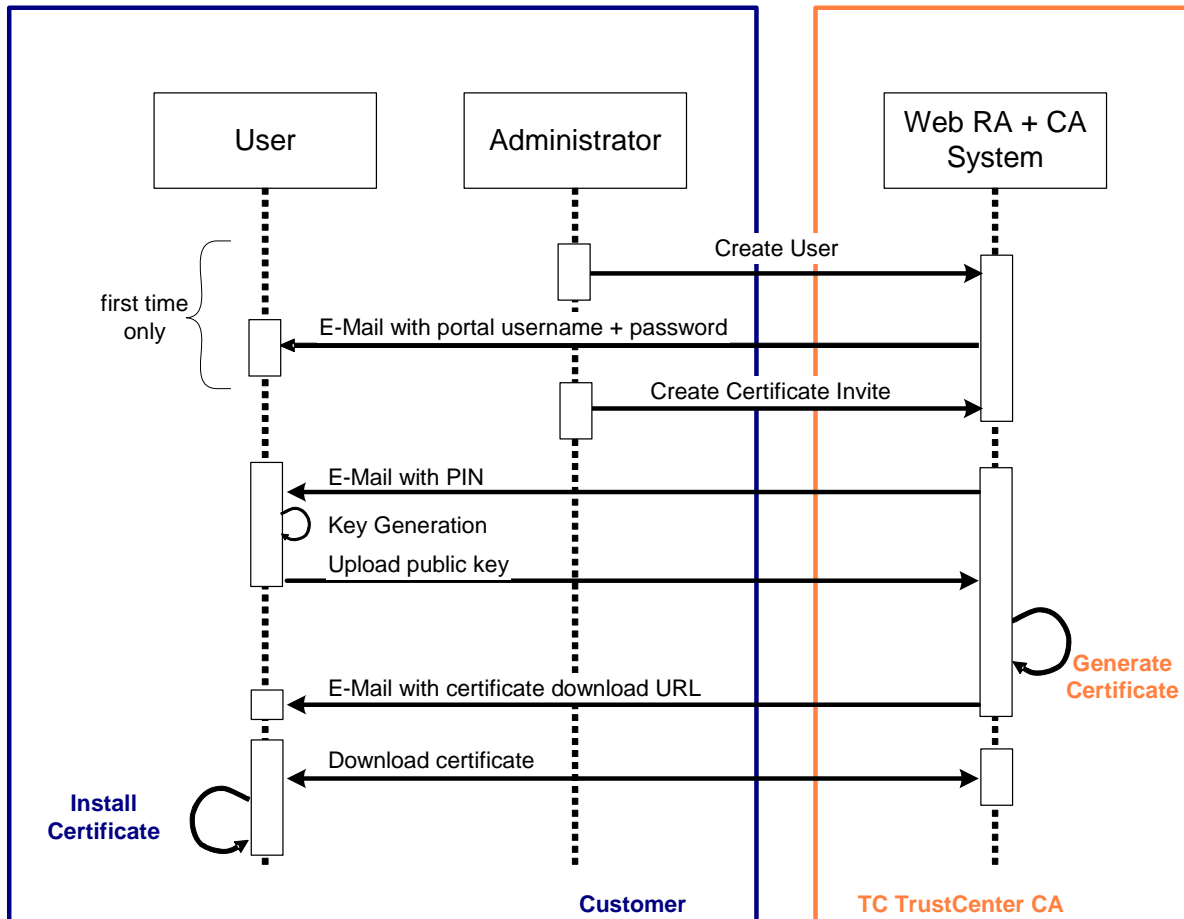 User
Administrator
Web RA + CA
System
Create User
first time
only
E-Mail with portal username + password
Create Certificate Invite
E-Mail with PIN
Key Generation
Upload public key
Generate
Certificate
E-Mail with certificate download URL
Download certificate
Install
Certificate
Customer
TC TrustCenter CA